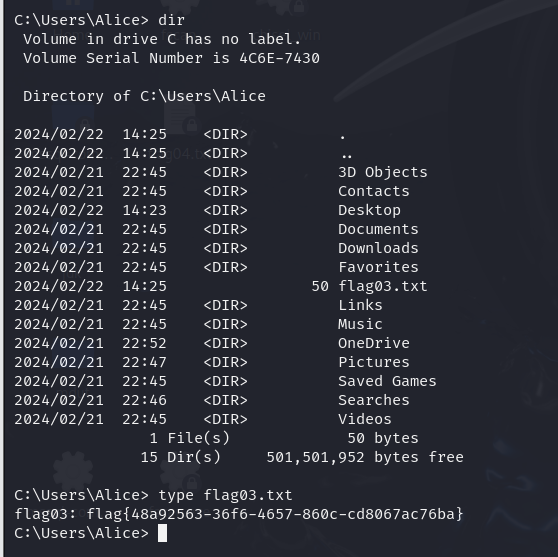 C:\Users\Alice> dir
Volume in drive C has no label.
Volume Serial Number is 4C6E-7430
Directory of C:\Users\Alice
2024/02/22  14:25    <DIR>          .
2024/02/22  14:25    <DIR>          ..
2024/02/21  22:45    <DIR>          3D Objects
2024/02/21  22:45    <DIR>          Contacts
2024/02/22  14:23    <DIR>          Desktop
2024/02/21  22:45    <DIR>          Documents
2024/02/21  22:45    <DIR>          Downloads
2024/02/21  22:45    <DIR>          Favorites
2024/02/22  14:25                50 flag03.txt
2024/02/21  22:45    <DIR>          Links
2024/02/21  22:45    <DIR>          Music
2024/02/21  22:52    <DIR>          OneDrive
2024/02/21  22:47    <DIR>          Pictures
2024/02/21  22:45    <DIR>          Saved Games
2024/02/21  22:46    <DIR>          Searches
2024/02/21  22:45    <DIR>          Videos
1 File(s)             50 bytes
15 Dir(s)     501,501,952 bytes free
C:\Users\Alice> type flag03.txt
flag03: flag{48a92563-36f6-4657-860c-cd8067ac76ba}
C:\Users\Alice>